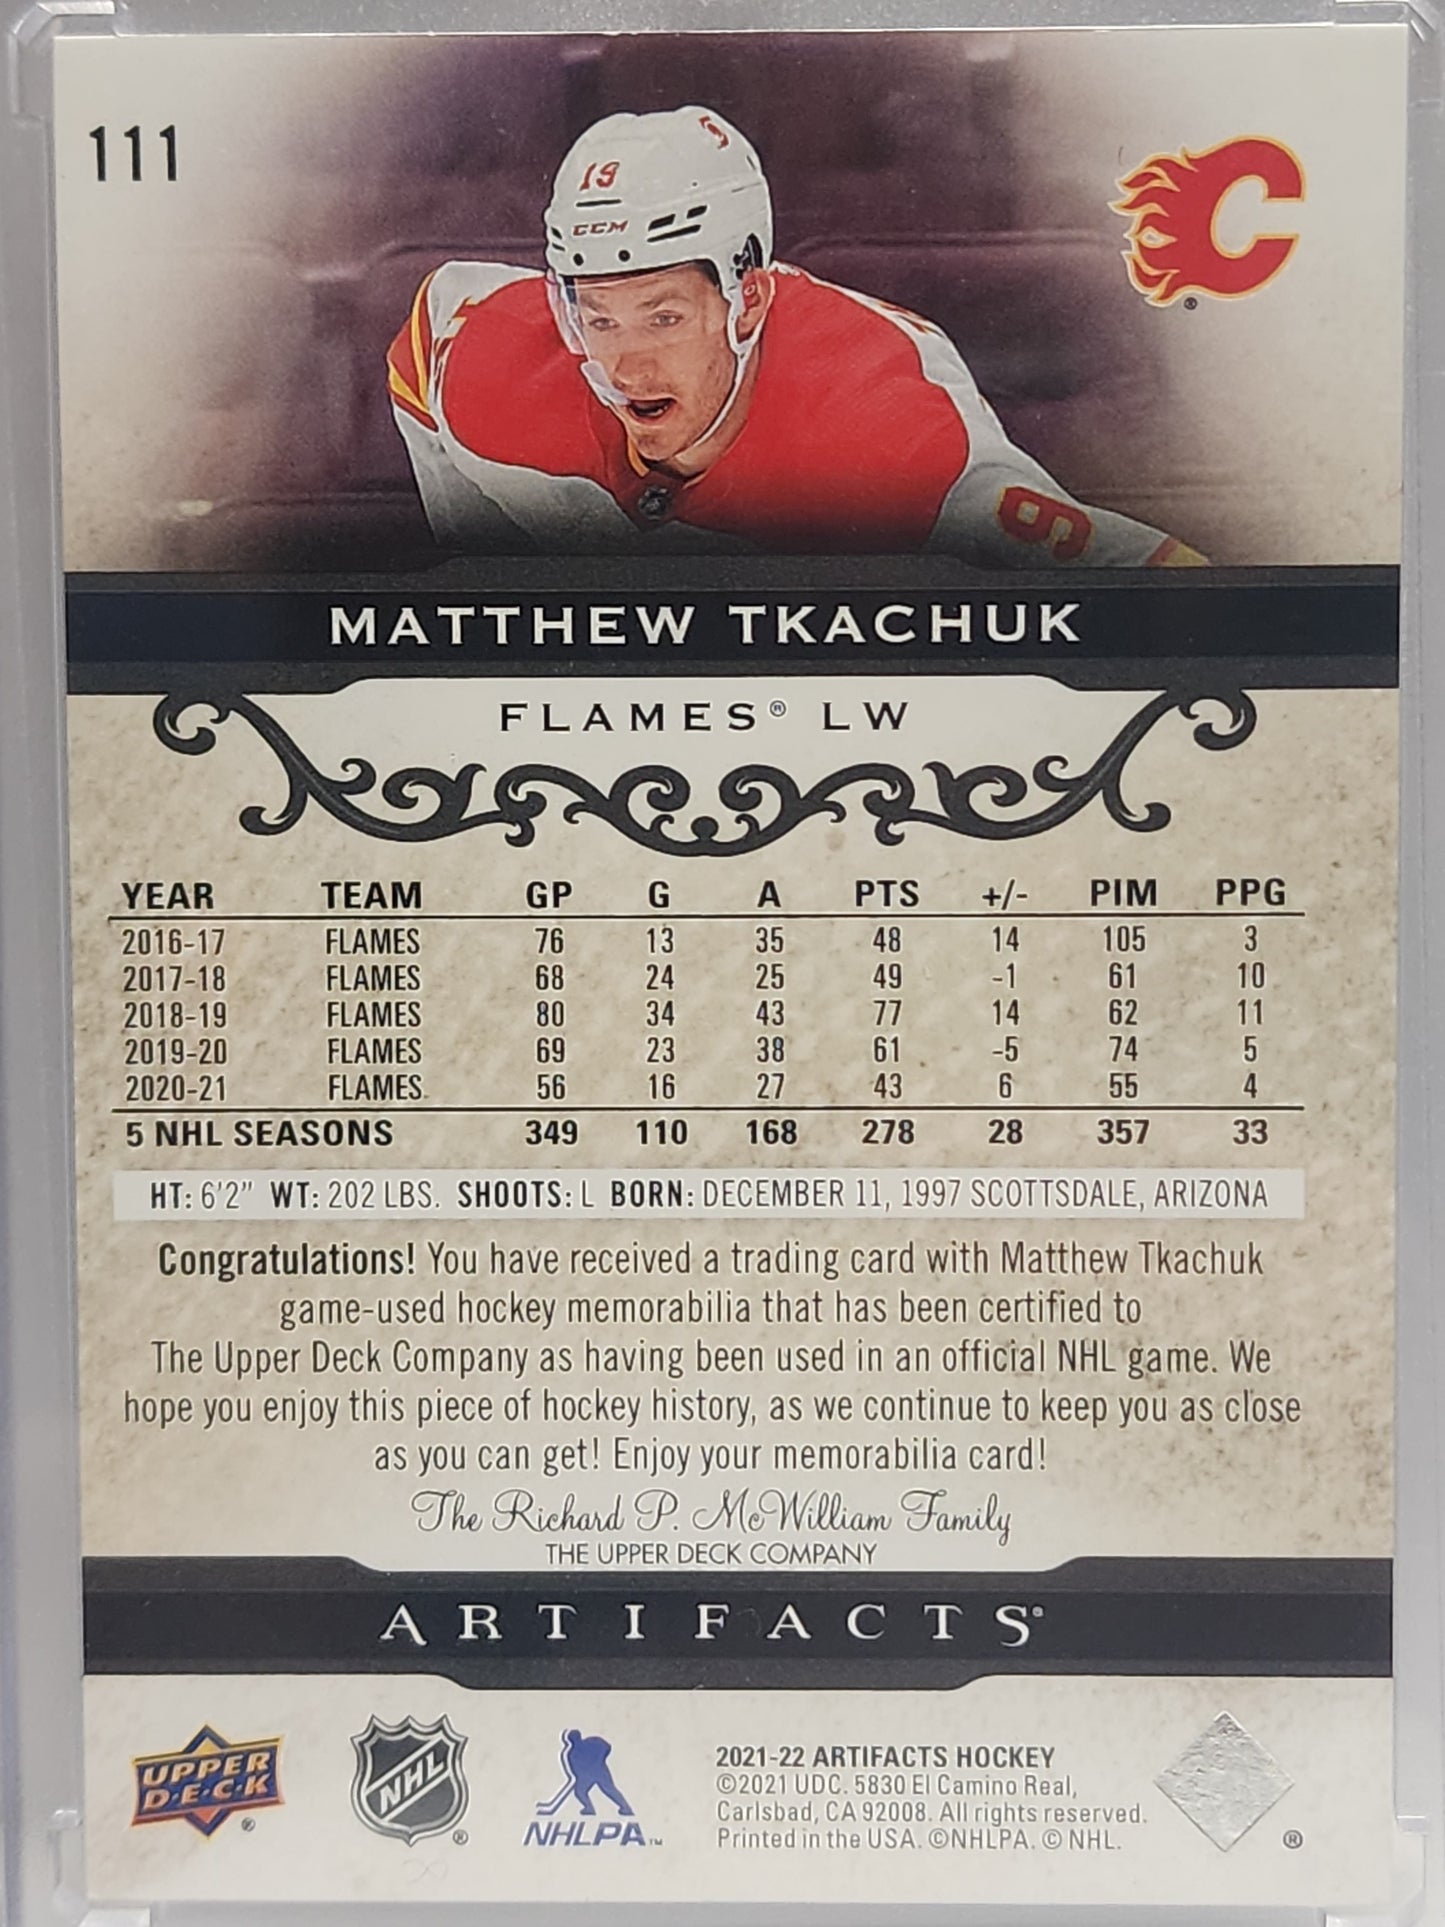 111
19
CCM
C
®
19
MATTHEW TKACHUK
FLAMES® LW
YEAR TEAM GP G A PTS +/- PIM PPG
2016-17 FLAMES 76 13 35 48 14 105 3
2017-18 FLAMES 68 24 25 49 -1 61 10
2018-19 FLAMES 80 34 43 77 14 62 11
2019-20 FLAMES 69 23 38 61 -5 74 5
2020-21 FLAMES 56 16 27 43 6 55 4
5 NHL SEASONS 349 110 168 278 28 357 33
HT: 6'2" WT: 202 LBS. SHOOTS: L BORN: DECEMBER 11, 1997 SCOTTSDALE, ARIZONA
Congratulations! You have received a trading card with Matthew Tkachuk
game-used hockey memorabilia that has been certified to
The Upper Deck Company as having been used in an official NHL game. We
hope you enjoy this piece of hockey history, as we continue to keep you as close
as you can get! Enjoy your memorabilia card!
The Richard P. McWilliam Family
THE UPPER DECK COMPANY
ARTIFACTS®
UPPER
D·E·C·K
®
NHL
®
NHLPA™
2021-22 ARTIFACTS HOCKEY
©2021 UDC. 5830 El Camino Real,
Carlsbad, CA 92008. All rights reserved.
Printed in the USA. ©NHLPA. © NHL.
®